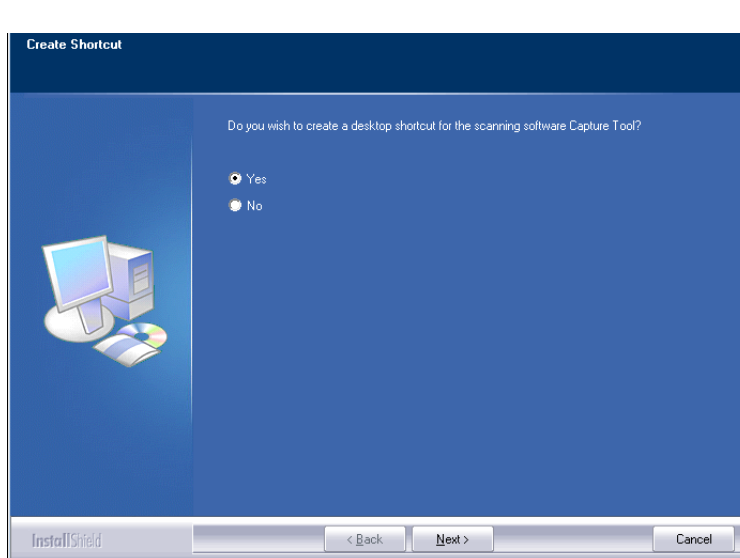 Create Shortcut
Do you wish to create a desktop shortcut for the scanning software Capture Tool?
Yes
No
InstallShield
< Back
Next >
Cancel